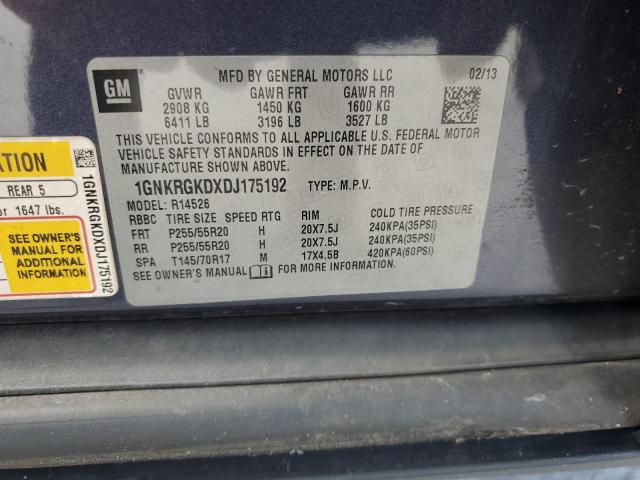 GM
MFD BY GENERAL MOTORS LLC 02/13
GVWR GAWR FRT GAWR RR
2908 KG 1450 KG 1600 KG
6411 LB 3196 LB 3527 LB
THIS VEHICLE CONFORMS TO ALL APPLICABLE U.S. FEDERAL MOTOR
VEHICLE SAFETY STANDARDS IN EFFECT ON THE DATE OF
MANUFACTURE SHOWN ABOVE.
1GNKRGKDXDJ175192 TYPE: M.P.V.
MODEL: R14526
RBBC TIRE SIZE SPEED RTG RIM COLD TIRE PRESSURE
FRT P255/55R20 H 20X7.5J 240KPA(35PSI)
RR P255/55R20 H 20X7.5J 240KPA(35PSI)
SPA T145/70R17 M 17X4.5B 420KPA(60PSI)
SEE OWNER'S MANUAL FOR MORE INFORMATION.
ATION
REAR 5
or 1647 lbs.
SEE OWNER'S
MANUAL FOR
ADDITIONAL
INFORMATION
1GNKRGKDXDJ175192